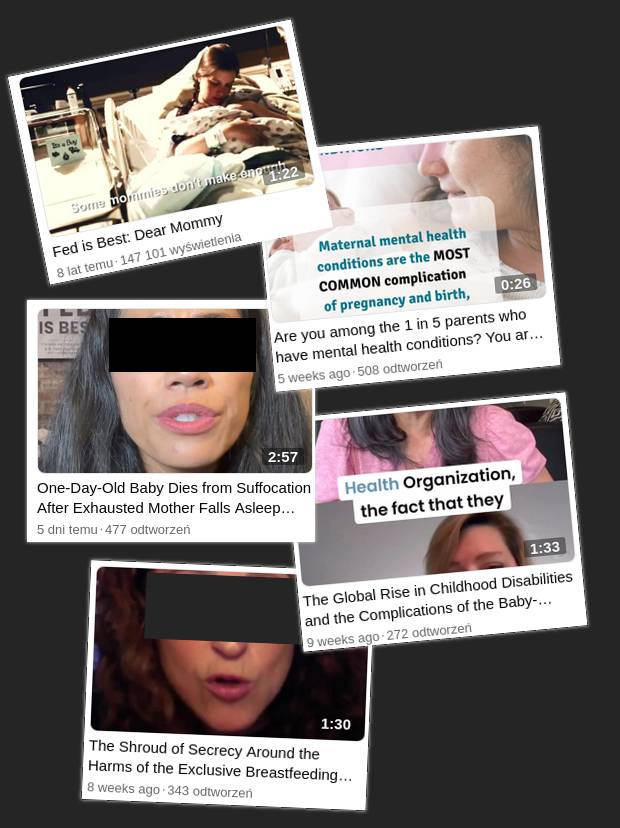 It's a Boy
Some mommies don't make enough
1:22
Fed is Best: Dear Mommy
8 lat temu · 147 101 wyświetlenia
Maternal mental health
conditions are the MOST
COMMON complication
of pregnancy and birth,
0:26
Are you among the 1 in 5 parents who
have mental health conditions? You ar…
5 weeks ago · 508 odtworzeń
IS BES
2:57
One-Day-Old Baby Dies from Suffocation
After Exhausted Mother Falls Asleep…
5 dni temu · 477 odtworzeń
Health Organization,
the fact that they
1:33
The Global Rise in Childhood Disabilities
and the Complications of the Baby-…
9 weeks ago · 272 odtworzeń
1:30
The Shroud of Secrecy Around the
Harms of the Exclusive Breastfeeding…
8 weeks ago · 343 odtworzeń